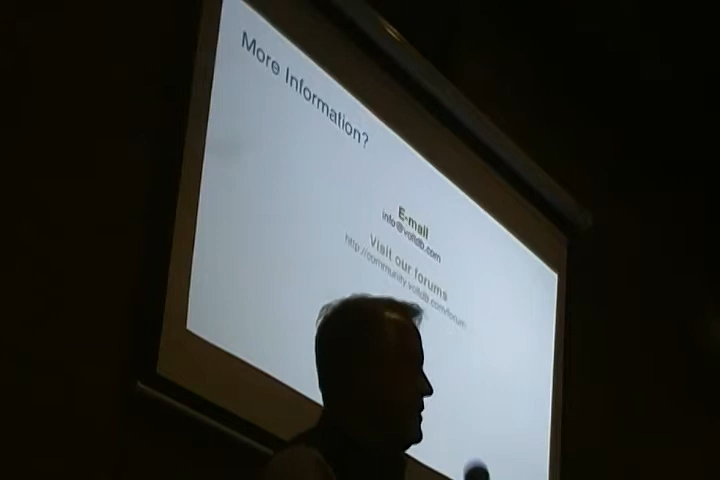 More Information?
E-mail
info@voltdb.com
Visit our forums
http://community.voltdb.com/forum